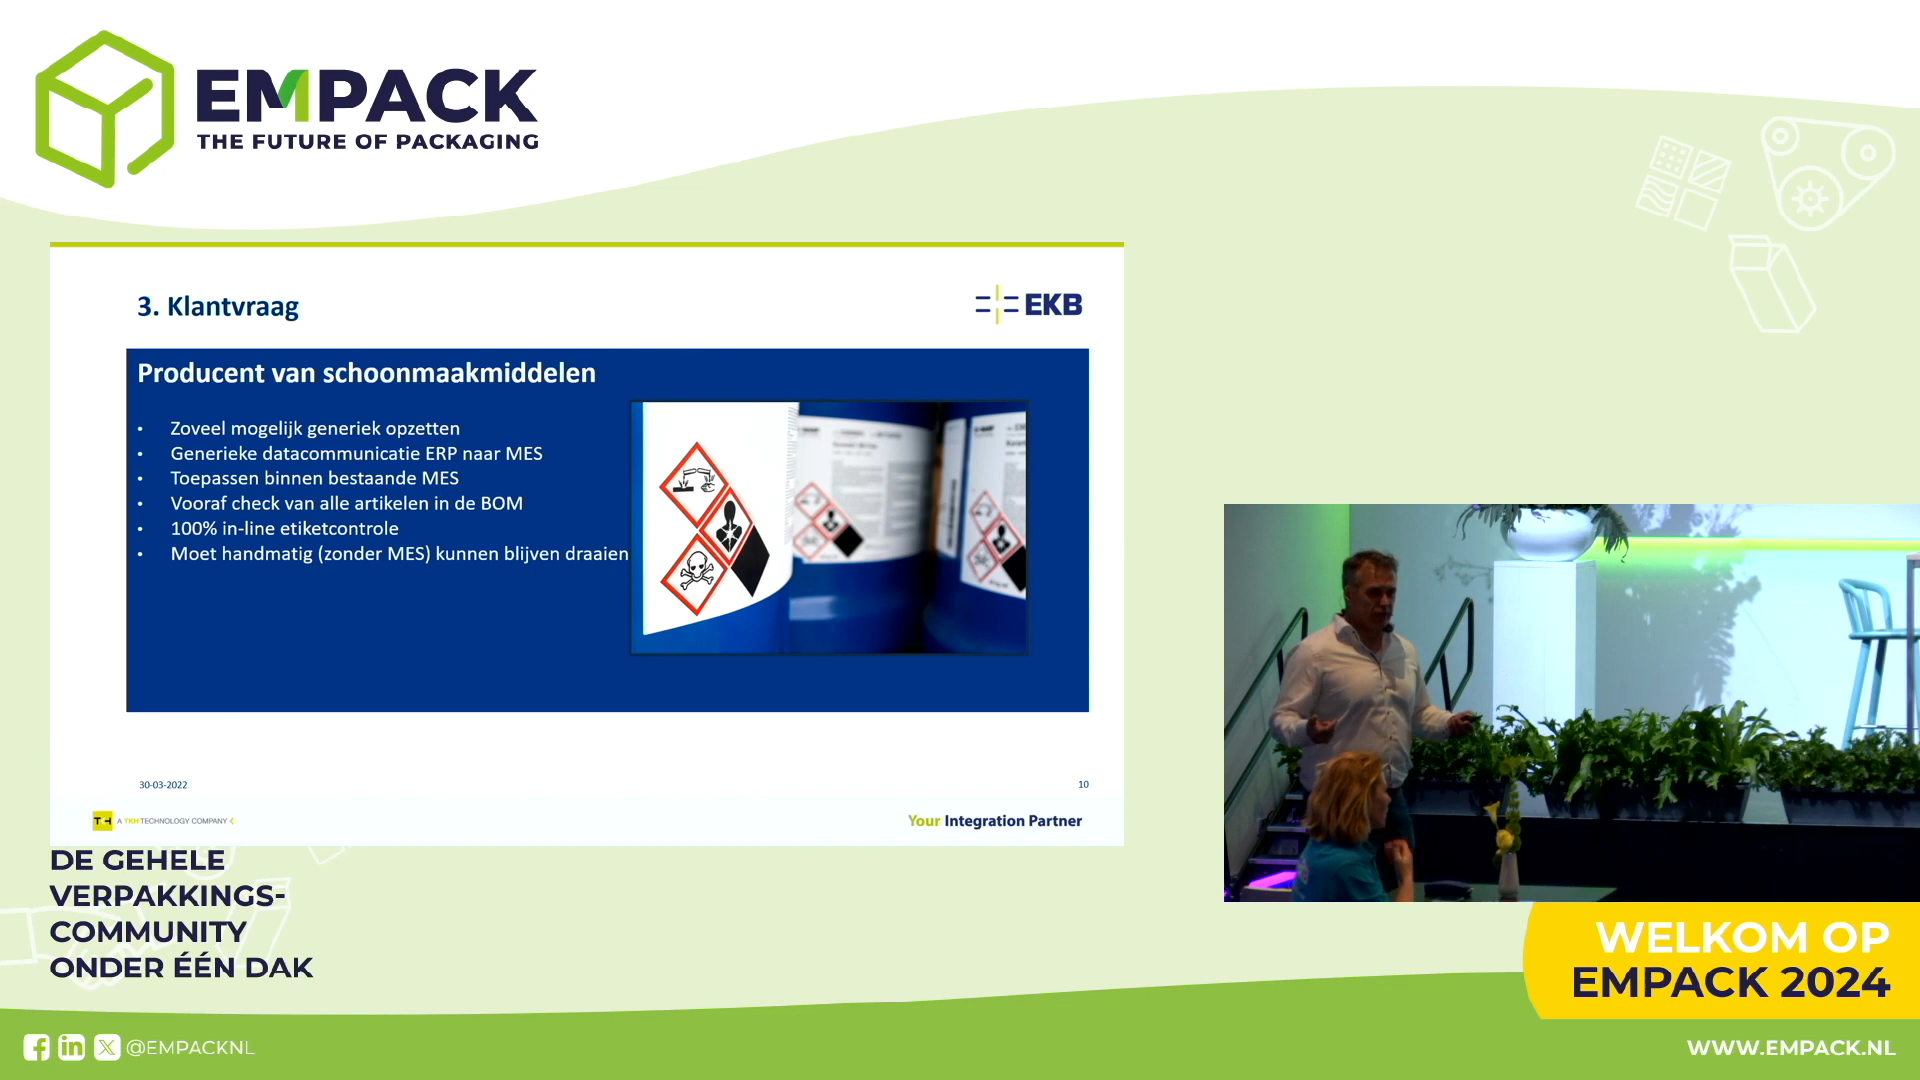 EMPACK
THE FUTURE OF PACKAGING
3. Klantvraag
EKB
Producent van schoonmaakmiddelen
• Zoveel mogelijk generiek opzetten
• Generieke datacommunicatie ERP naar MES
• Toepassen binnen bestaande MES
• Vooraf check van alle artikelen in de BOM
• 100% in-line etiketcontrole
• Moet handmatig (zonder MES) kunnen blijven draaien
30-03-2022
10
A TKH TECHNOLOGY COMPANY
Your Integration Partner
DE GEHELE
VERPAKKINGS-
COMMUNITY
ONDER ÉÉN DAK
WELKOM OP
EMPACK 2024
@EMPACKNL
WWW.EMPACK.NL